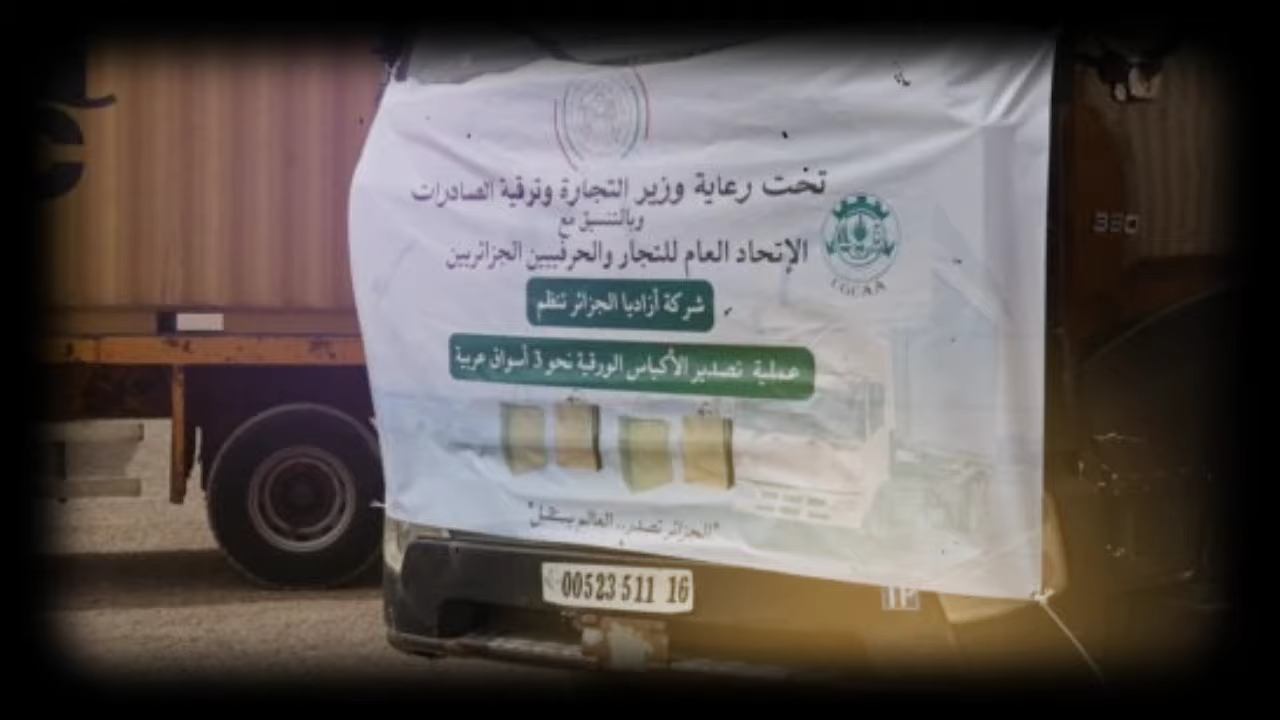 تحت رعاية وزير التجارة وترقية الصادرات
وبالتنسيق مع
الإتحاد العام للتجار والحرفيين الجزائريين
UGCAA
شركة أزاديا الجزائر تنظم
عملية تصدير الأكياس الورقية نحو 3 أسواق عربية
"الجزائر تصدر.. العالم يستقبل"
00523 511 16
330